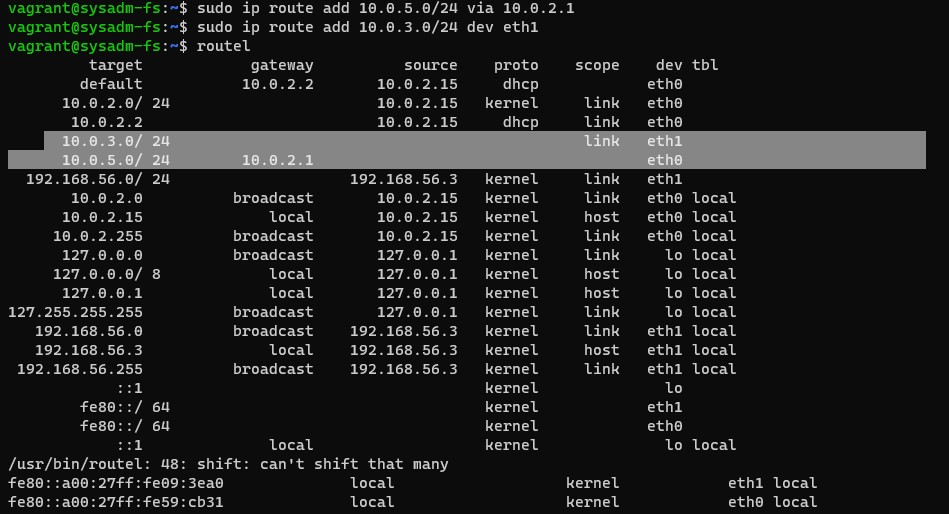 vagrant@sysadm-fs:~$ sudo ip route add 10.0.5.0/24 via 10.0.2.1
vagrant@sysadm-fs:~$ sudo ip route add 10.0.3.0/24 dev eth1
vagrant@sysadm-fs:~$ routel
         target            gateway          source    proto    scope    dev tbl
        default           10.0.2.2       10.0.2.15     dhcp            eth0
      10.0.2.0/ 24                       10.0.2.15   kernel     link   eth0
       10.0.2.2                          10.0.2.15     dhcp     link   eth0
      10.0.3.0/ 24                                              link   eth1
      10.0.5.0/ 24        10.0.2.1                                     eth0
  192.168.56.0/ 24                    192.168.56.3   kernel     link   eth1
       10.0.2.0          broadcast       10.0.2.15   kernel     link   eth0 local
      10.0.2.15              local       10.0.2.15   kernel     host   eth0 local
     10.0.2.255          broadcast       10.0.2.15   kernel     link   eth0 local
      127.0.0.0          broadcast       127.0.0.1   kernel     link     lo local
     127.0.0.0/ 8            local       127.0.0.1   kernel     host     lo local
      127.0.0.1              local       127.0.0.1   kernel     host     lo local
127.255.255.255          broadcast       127.0.0.1   kernel     link     lo local
   192.168.56.0          broadcast    192.168.56.3   kernel     link   eth1 local
   192.168.56.3              local    192.168.56.3   kernel     host   eth1 local
 192.168.56.255          broadcast    192.168.56.3   kernel     link   eth1 local
            ::1                                      kernel              lo
        fe80::/ 64                                   kernel            eth1
        fe80::/ 64                                   kernel            eth0
            ::1              local                   kernel              lo local
/usr/bin/routel: 48: shift: can't shift that many
fe80::a00:27ff:fe09:3ea0              local                   kernel            eth1 local
fe80::a00:27ff:fe59:cb31              local                   kernel            eth0 local